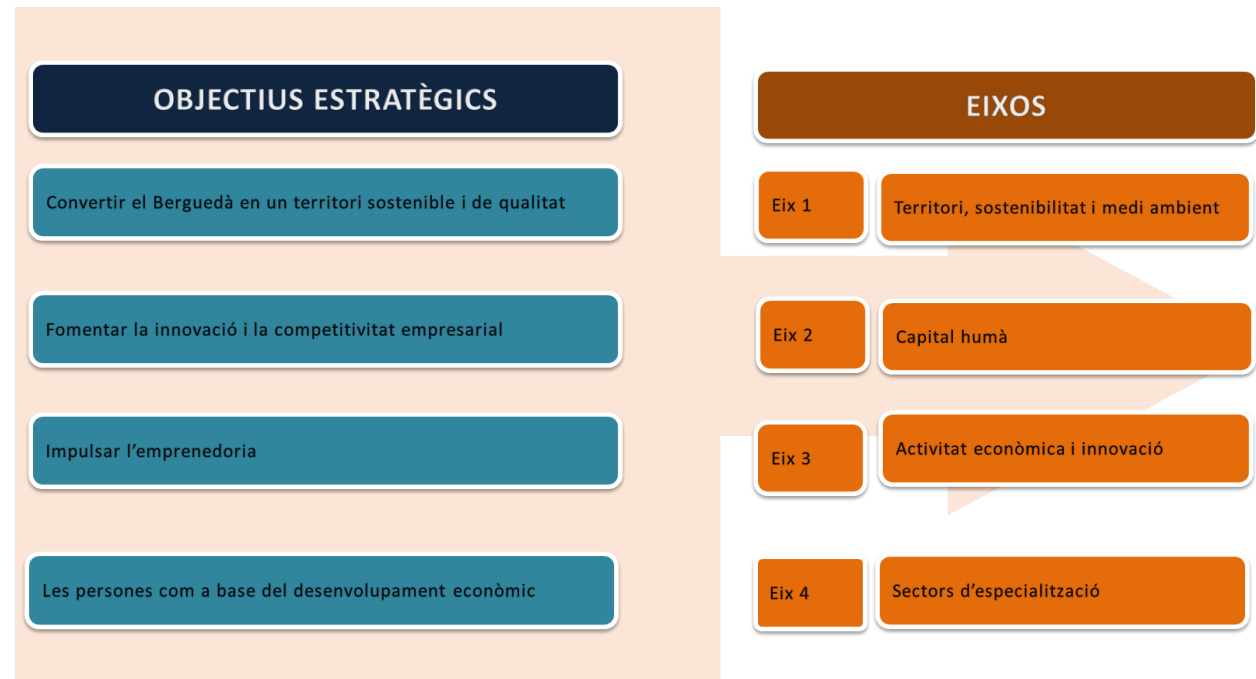 OBJECTIUS ESTRATÈGICS
Convertir el Berguedà en un territori sostenible i de qualitat
Fomentar la innovació i la competitivitat empresarial
Impulsar l’emprenedoria
Les persones com a base del desenvolupament econòmic
EIXOS
Eix 1
Territori, sostenibilitat i medi ambient
Eix 2
Capital humà
Eix 3
Activitat econòmica i innovació
Eix 4
Sectors d’especialització